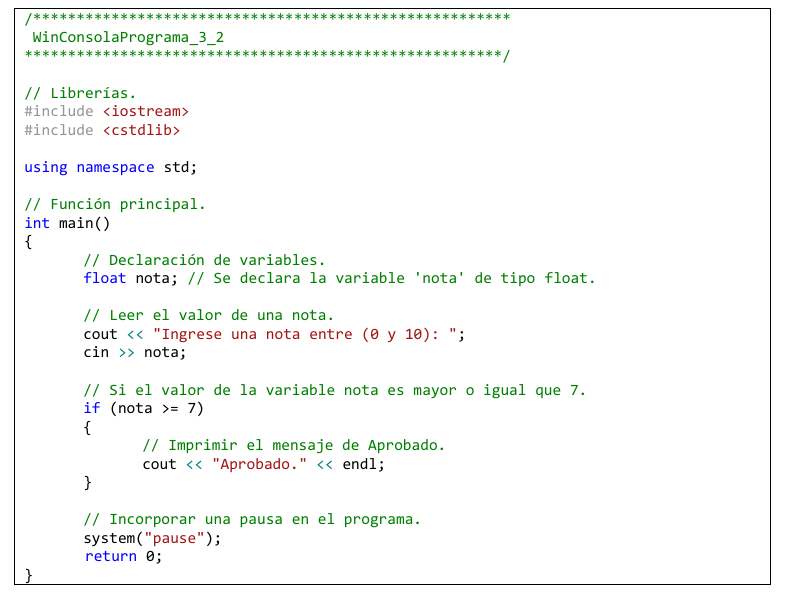 /*******************************************************
WinConsolaPrograma_3_2
*******************************************************/
// Librerías.
#include <iostream>
#include <cstdlib>
using namespace std;
// Función principal.
int main()
{
// Declaración de variables.
float nota; // Se declara la variable 'nota' de tipo float.
// Leer el valor de una nota.
cout << "Ingrese una nota entre (0 y 10): ";
cin >> nota;
// Si el valor de la variable nota es mayor o igual que 7.
if (nota >= 7)
{
// Imprimir el mensaje de Aprobado.
cout << "Aprobado." << endl;
}
// Incorporar una pausa en el programa.
system("pause");
return 0;
}